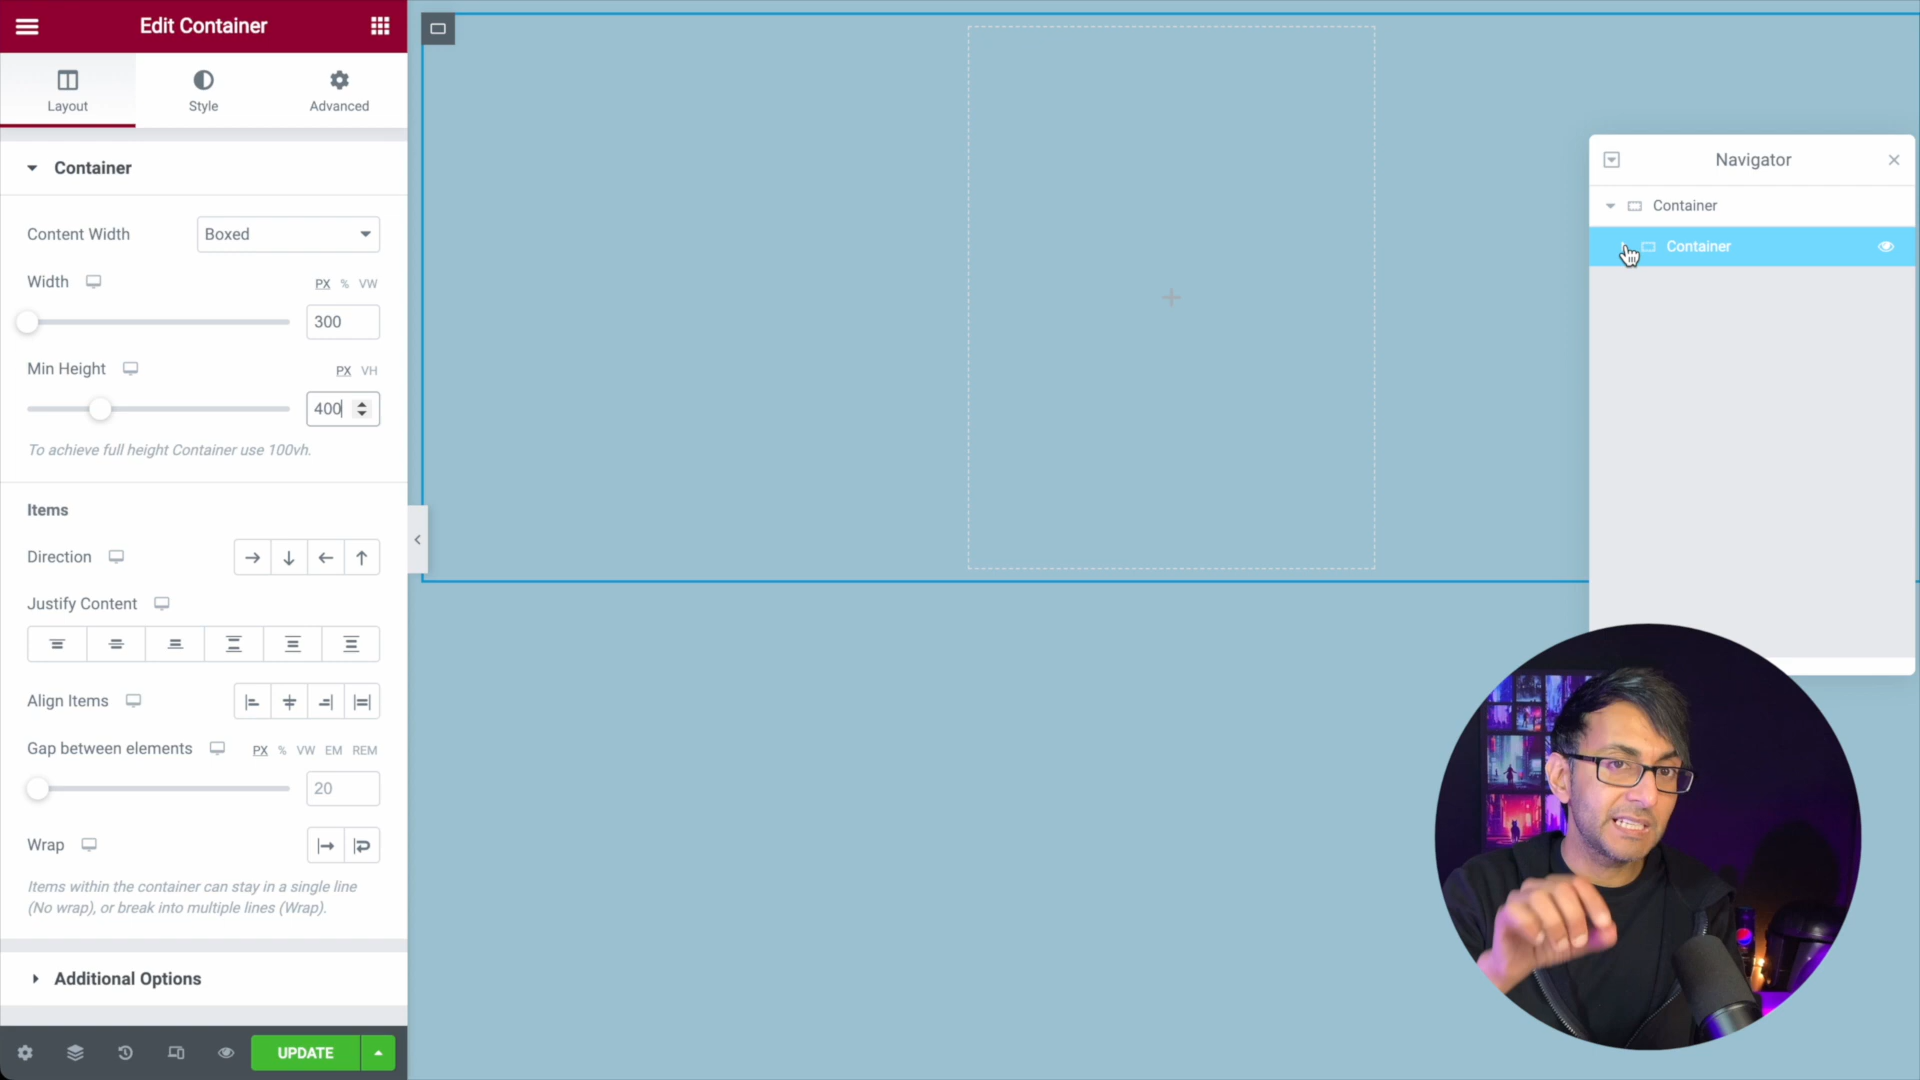 Edit Container
Layout
Style
Advanced
Container
Content Width
Boxed
Width
PX % VW
300
Min Height
PX VH
400
To achieve full height Container use 100vh.
Items
Direction
Justify Content
Align Items
Gap between elements
PX % VW EM REM
20
Wrap
Items within the container can stay in a single line
(No wrap), or break into multiple lines (Wrap).
Additional Options
UPDATE
Navigator
Container
Container